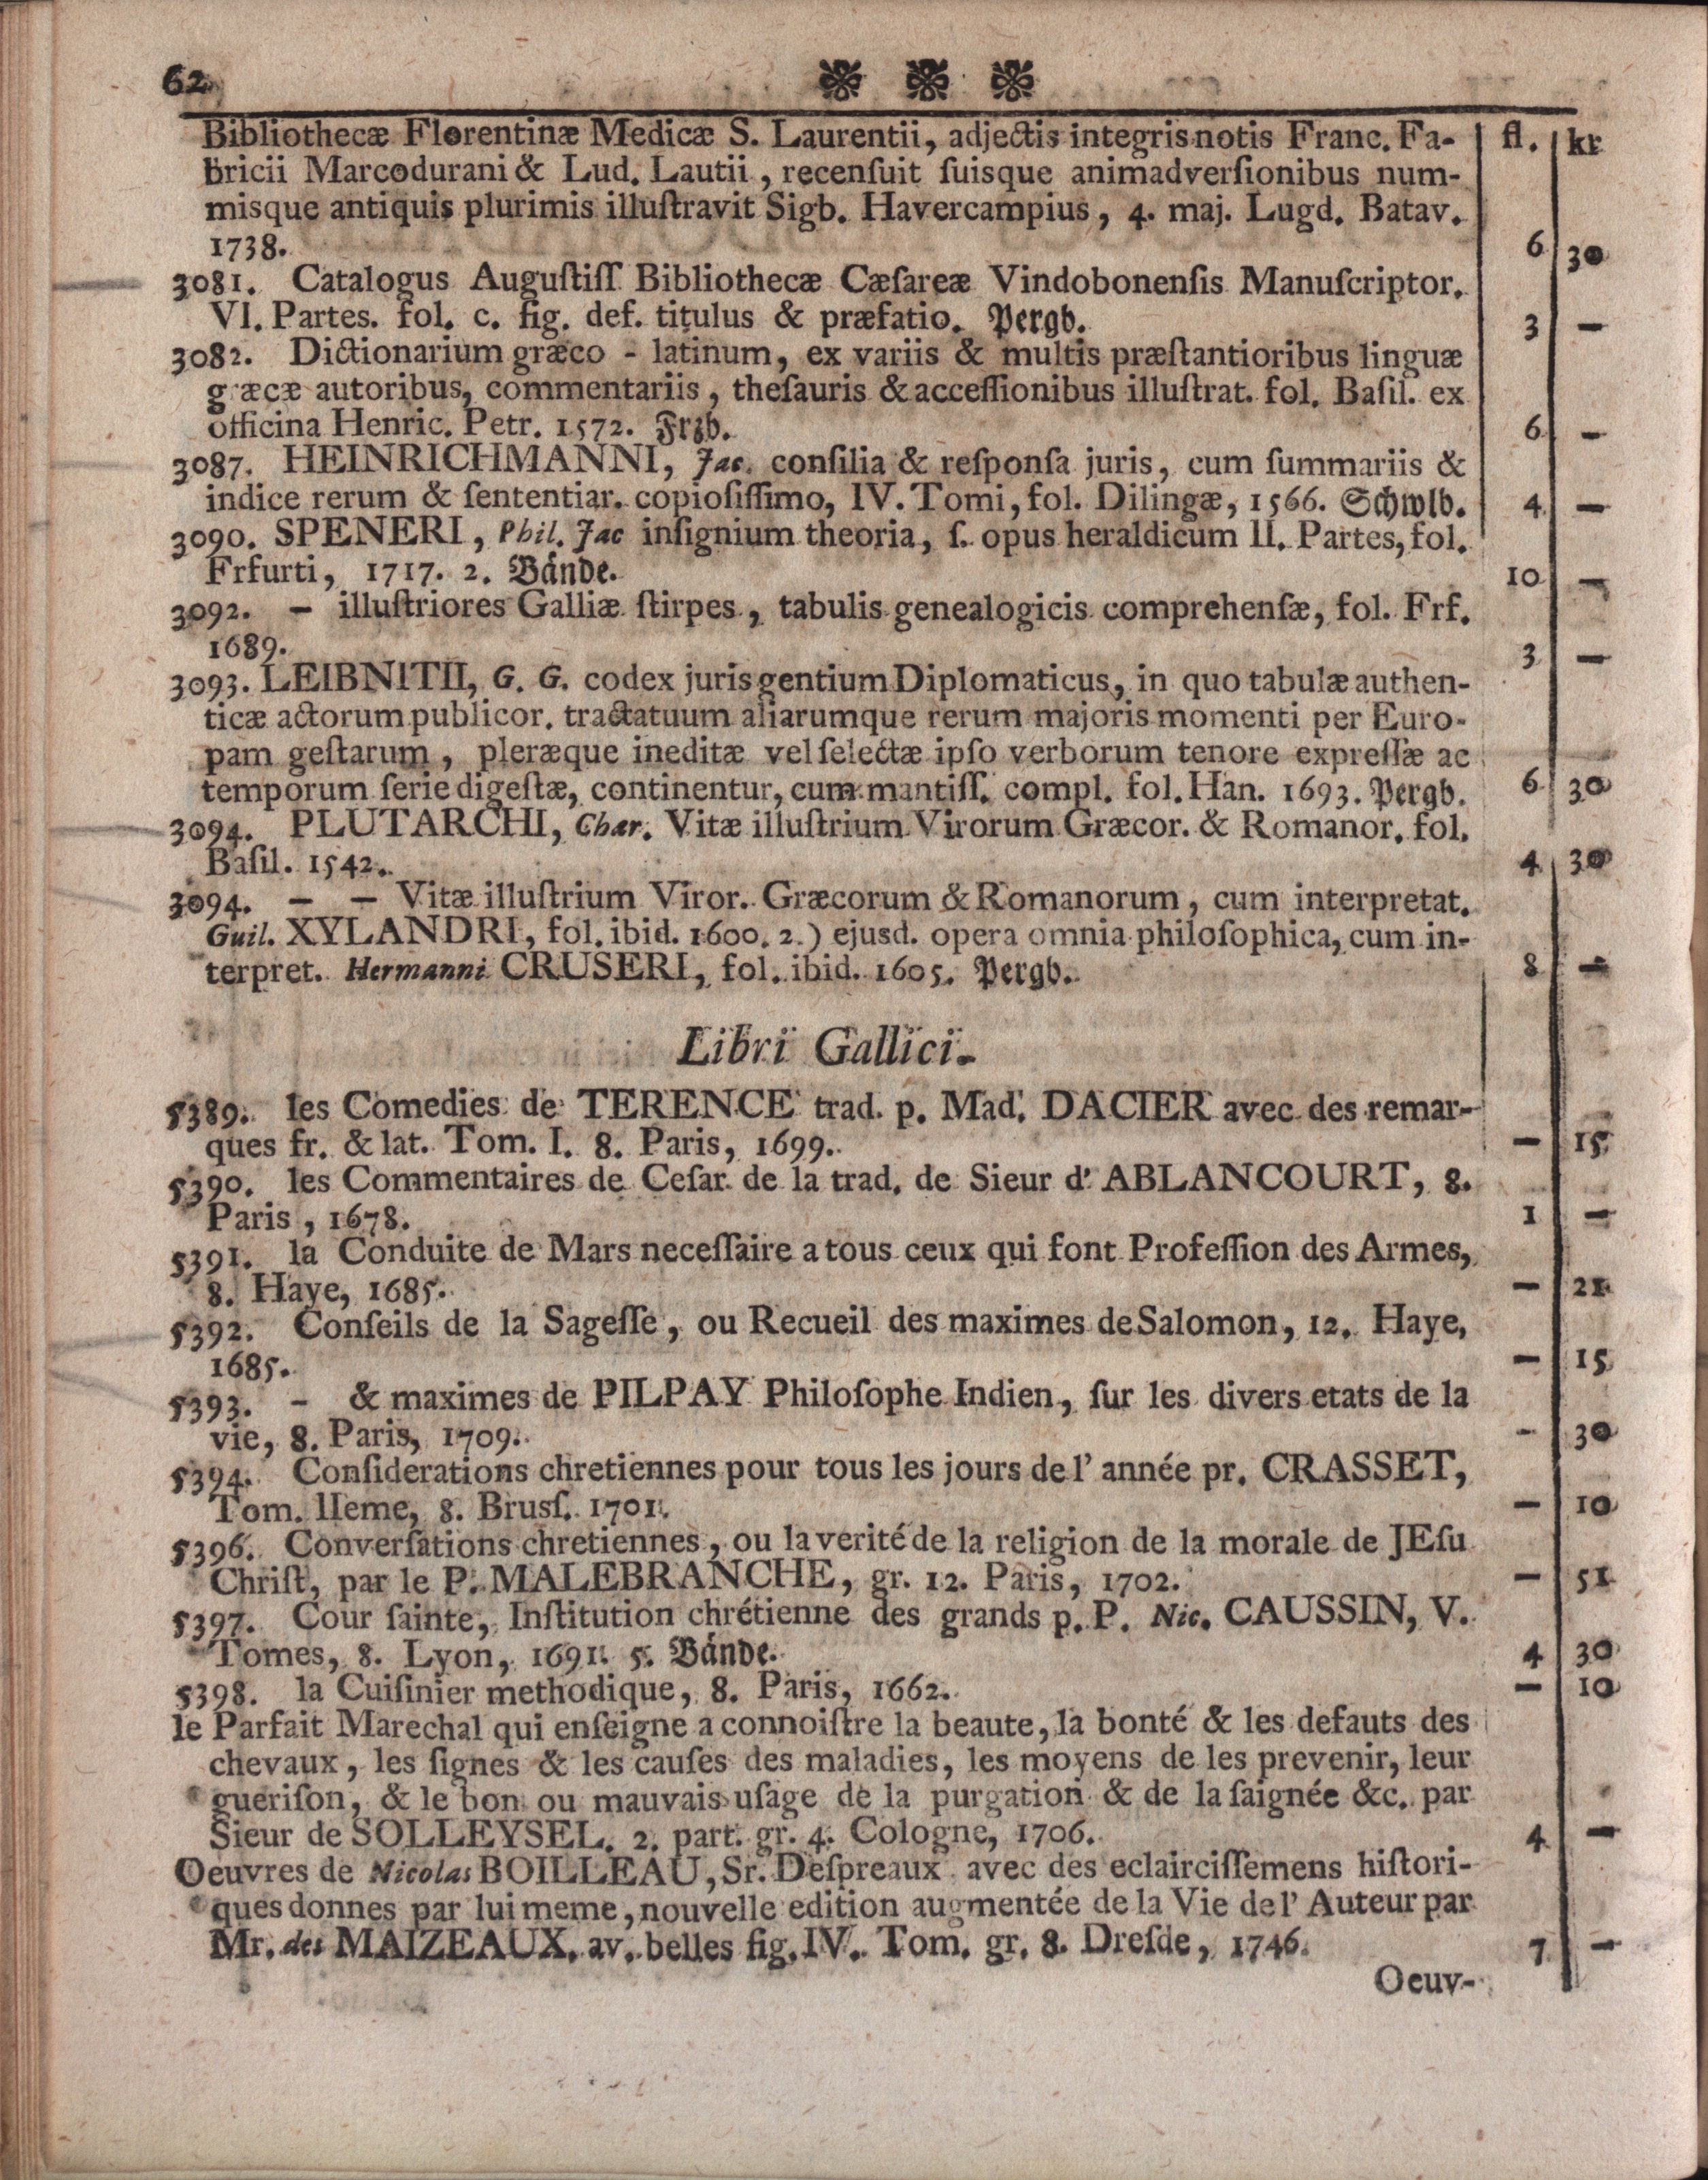 62
Bibliothecæ Florentinæ Medicæ S. Laurentii, adjectis integris notis Franc. Fa- fl. kr
bricii Marcodurani & Lud. Lautii, recenſuit ſuisque animadverſionibus num-
misque antiquis plurimis illuſtravit Sigb. Havercampius, 4. maj. Lugd. Batav.
1738. 6 30
3081. Catalogus Auguſtiſſ Bibliothecæ Cæſareæ Vindobonenſis Manuſcriptor.
VI. Partes. fol. c. fig. def. titulus & præfatio. Pergb. 3 —
3082. Dictionarium græco - latinum, ex variis & multis præſtantioribus linguæ
græcæ autoribus, commentariis, theſauris & acceſſionibus illuſtrat. fol. Baſil. ex
officina Henric. Petr. 1572. Frzb. 6 -
3087. HEINRICHMANNI, Jac. conſilia & reſponſa juris, cum ſummariis &
indice rerum & ſententiar. copioſiſſimo, IV. Tomi, fol. Dilingæ, 1566. Schwlb. 4 —
3090. SPENERI, Phil. Jac inſignium theoria, ſ. opus heraldicum II. Partes, fol.
Frfurti, 1717. 2. Bände. 10 —
3092. — illuſtriores Galliæ ſtirpes, tabulis genealogicis comprehenſæ, fol. Frf.
1689. 3 —
3093. LEIBNITII, G. G. codex juris gentium Diplomaticus, in quo tabulæ authen-
ticæ actorum publicor. tractatuum aliarumque rerum majoris momenti per Euro-
pam geſtarum, pleræque ineditæ vel ſelectæ ipſo verborum tenore expreſſæ ac
temporum ſerie digeſtæ, continentur, cum mantiſſ. compl. fol. Han. 1693. Pergb. 6 30
3094. PLUTARCHI, Chær. Vitæ illuſtrium Virorum Græcor. & Romanor. fol.
Baſil. 1542. 4 30
3094. — — Vitæ illuſtrium Viror. Græcorum & Romanorum, cum interpretat.
Guil. XYLANDRI, fol. ibid. 1600. 2.) ejusd. opera omnia philoſophica, cum in-
terpret. Hermanni CRUSERI, fol. ibid. 1605. Pergb. 8 —
Libri Gallici.
5389. les Comedies de TERENCE trad. p. Mad. DACIER avec des remar-
ques fr. & lat. Tom. I. 8. Paris, 1699. — 15
5390. les Commentaires de Ceſar de la trad. de Sieur d' ABLANCOURT, 8.
Paris, 1678. 1 —
5391. la Conduite de Mars neceſſaire a tous ceux qui font Profeſſion des Armes,
8. Haye, 1685. — 21
5392. Conſeils de la Sageſſe, ou Recueil des maximes de Salomon, 12. Haye,
1685. — 15
5393. - & maximes de PILPAY Philoſophe Indien, ſur les divers etats de la
vie, 8. Paris, 1709. - 30
5394. Conſiderations chretiennes pour tous les jours de l' année pr. CRASSET,
Tom. IIeme, 8. Brusſ. 1701. — 10
5396. Converſations chretiennes, ou la verité de la religion de la morale de JEſu
Chriſt, par le P. MALEBRANCHE, gr. 12. Paris, 1702. — 51
5397. Cour ſainte, Inſtitution chrétienne des grands p. P. Nic. CAUSSIN, V.
Tomes, 8. Lyon, 1691. 5. Bände. 4 30
5398. la Cuiſinier methodique, 8. Paris, 1662. — 10
le Parfait Marechal qui enſeigne a connoiſtre la beaute, la bonté & les defauts des
chevaux, les ſignes & les cauſes des maladies, les moyens de les prevenir, leur
gueriſon, & le bon ou mauvais uſage de la purgation & de la ſaignée &c. par
Sieur de SOLLEYSEL. 2. part. gr. 4. Cologne, 1706. 4 —
Oeuvres de Nicolas BOILLEAU, Sr. Deſpreaux avec des eclairciſſemens hiſtori-
ques donnes par lui meme, nouvelle edition augmentée de la Vie de l' Auteur par
Mr. des MAIZEAUX. av. belles fig. IV. Tom. gr. 8. Dreſde, 1746. 7 —
Oeuv-